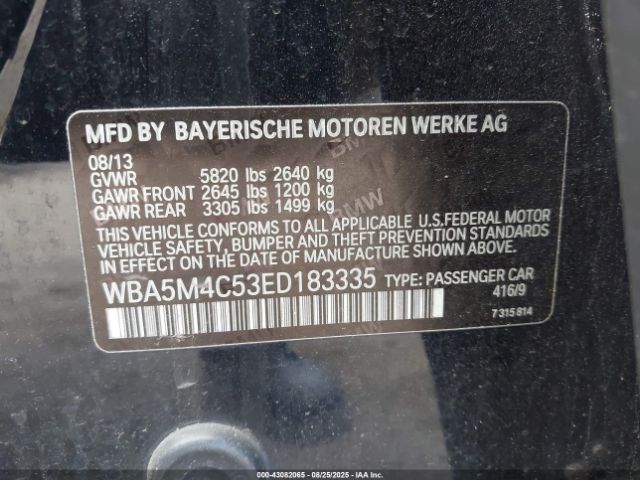 MFD BY BAYERISCHE MOTOREN WERKE AG
08/13
GVWR 5820 lbs 2640 kg
GAWR FRONT 2645 lbs 1200 kg
GAWR REAR 3305 lbs 1499 kg
THIS VEHICLE CONFORMS TO ALL APPLICABLE U.S.FEDERAL MOTOR
VEHICLE SAFETY, BUMPER AND THEFT PREVENTION STANDARDS IN
EFFECT ON THE DATE OF MANUFACTURE SHOWN ABOVE.
WBA5M4C53ED183335 TYPE: PASSENGER CAR
416/9
7 315 814
000-43082065 - 08/25/2025 - IAA Inc.